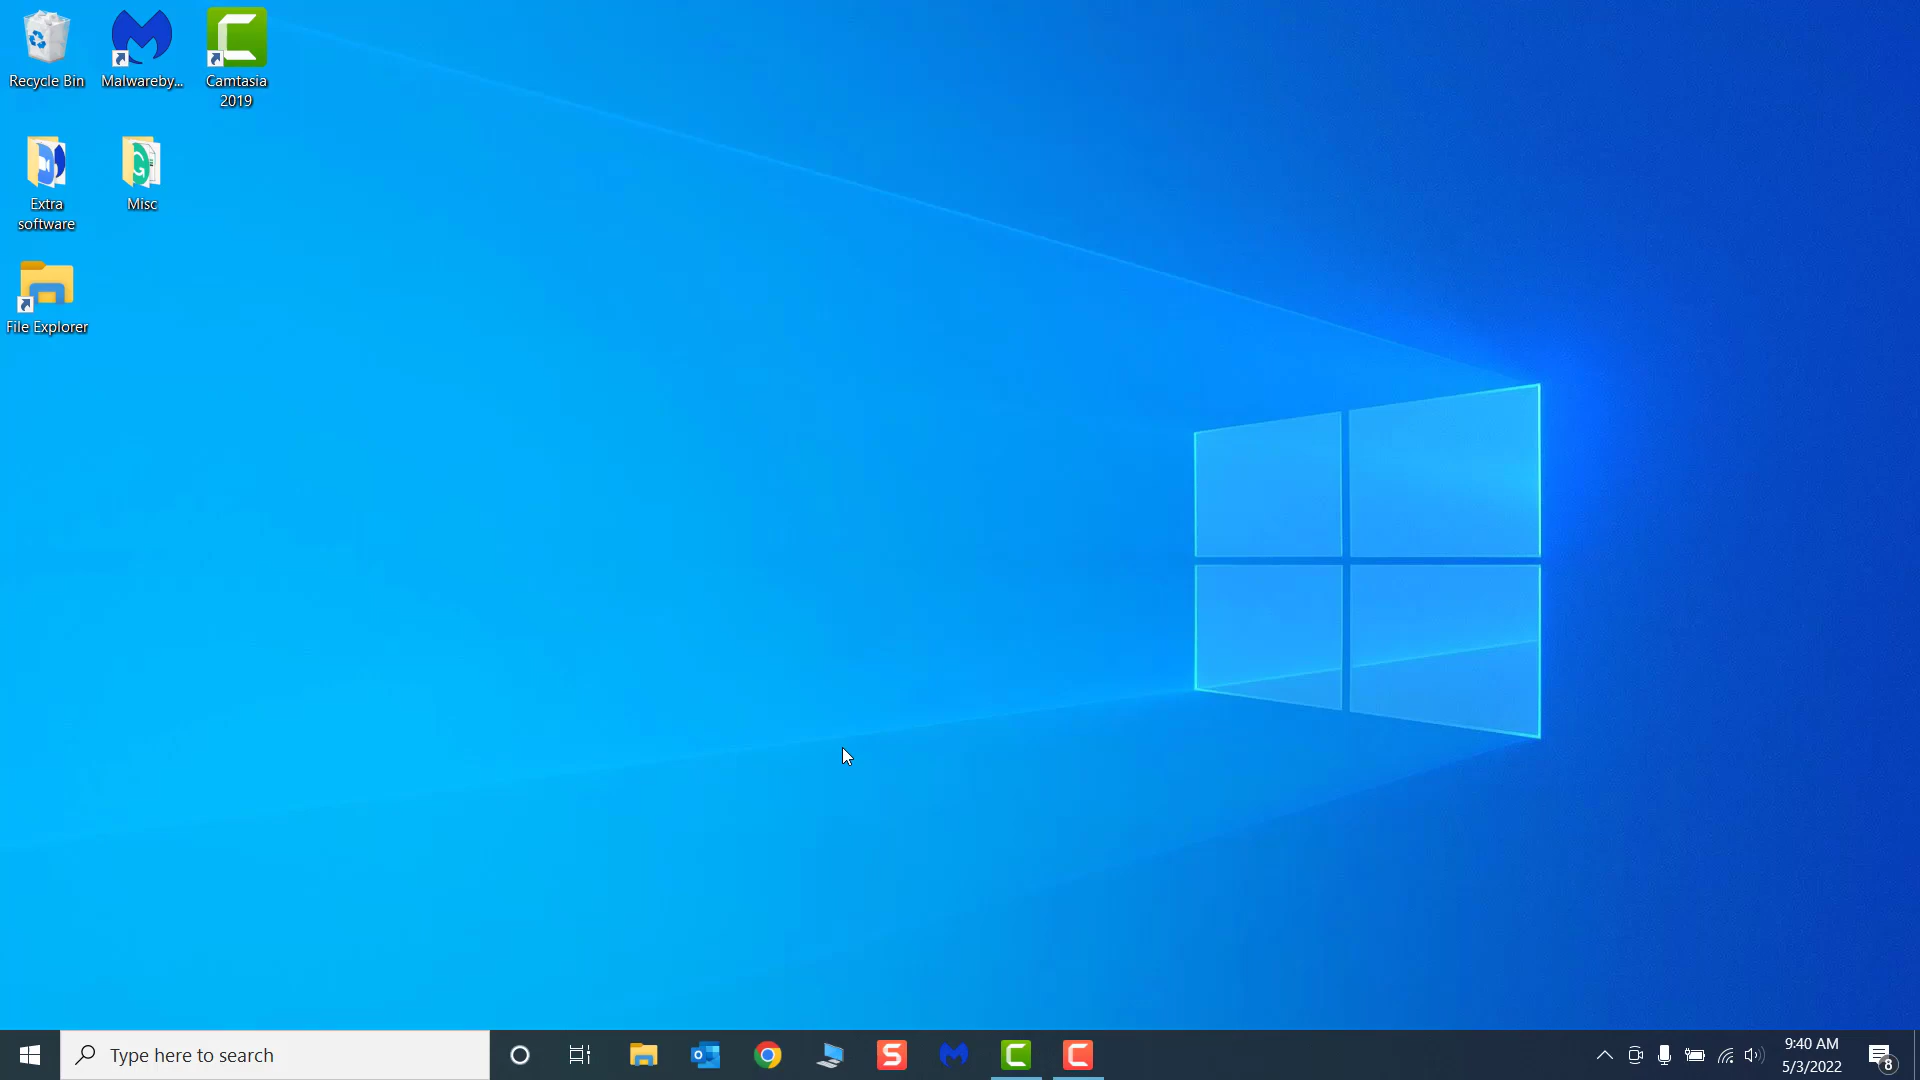 Recycle Bin
Malwareby...
Camtasia
2019
Extra
software
Misc
File Explorer
Type here to search
9:40 AM
5/3/2022
8